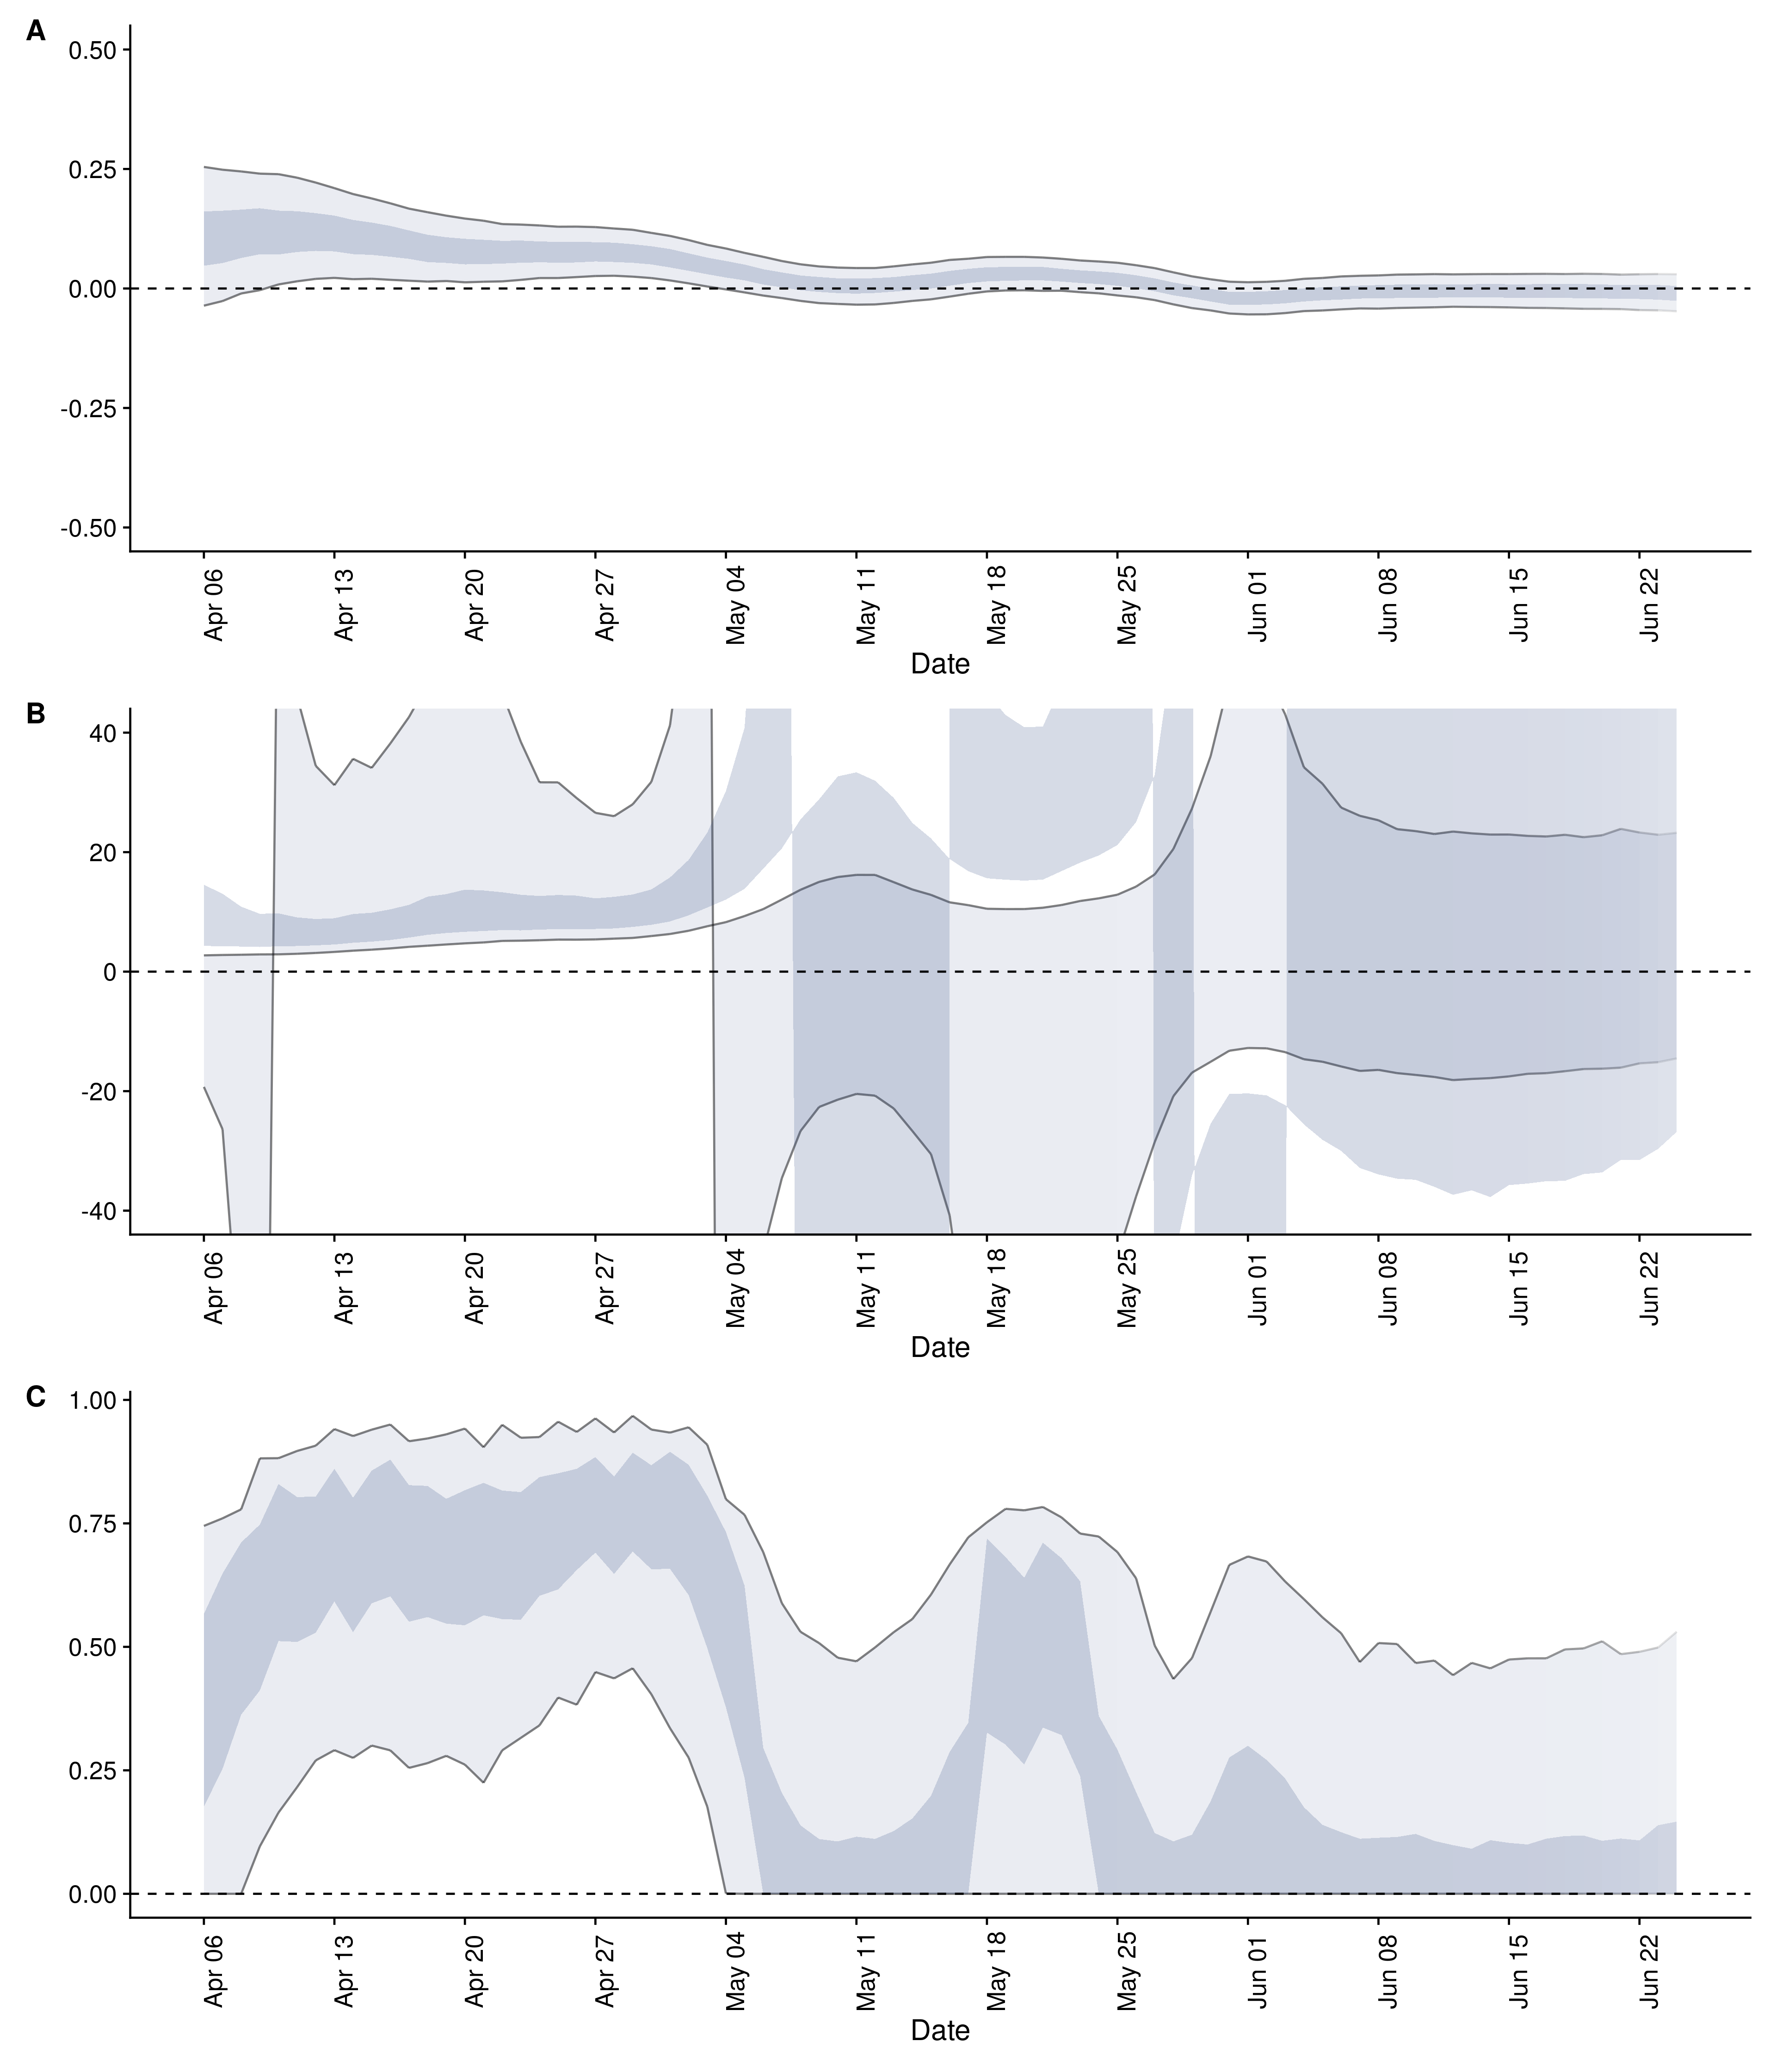 A
0.50
0.25
0.00
-0.25
-0.50
Apr 06
Apr 13
Apr 20
Apr 27
May 04
May 11
May 18
May 25
Jun 01
Jun 08
Jun 15
Jun 22
Date
B
40
20
0
-20
-40
Apr 06
Apr 13
Apr 20
Apr 27
May 04
May 11
May 18
May 25
Jun 01
Jun 08
Jun 15
Jun 22
Date
C
1.00
0.75
0.50
0.25
0.00
Apr 06
Apr 13
Apr 20
Apr 27
May 04
May 11
May 18
May 25
Jun 01
Jun 08
Jun 15
Jun 22
Date